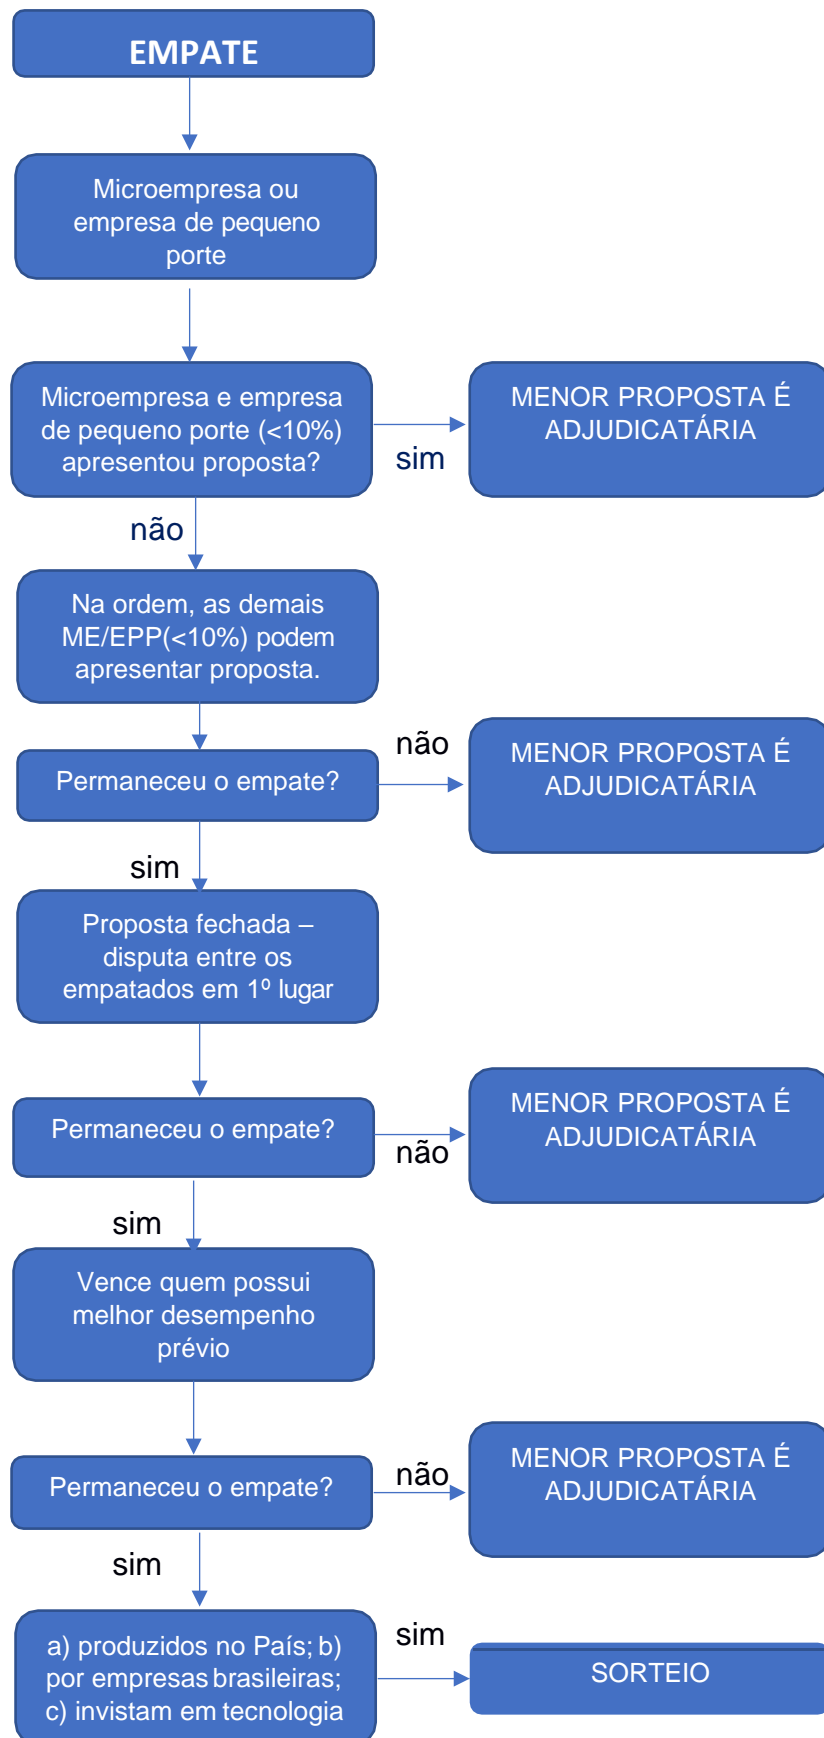 EMPATE
Microempresa ou
empresa de pequeno
porte
Microempresa e empresa
de pequeno porte (<10%)
apresentou proposta?
sim
MENOR PROPOSTA É
ADJUDICATÁRIA
não
Na ordem, as demais
ME/EPP(<10%) podem
apresentar proposta.
Permaneceu o empate?
não
MENOR PROPOSTA É
ADJUDICATÁRIA
sim
Proposta fechada –
disputa entre os
empatados em 1º lugar
Permaneceu o empate?
não
MENOR PROPOSTA É
ADJUDICATÁRIA
sim
Vence quem possui
melhor desempenho
prévio
Permaneceu o empate?
não
MENOR PROPOSTA É
ADJUDICATÁRIA
sim
a) produzidos no País; b)
por empresas brasileiras;
c) invistam em tecnologia
sim
SORTEIO